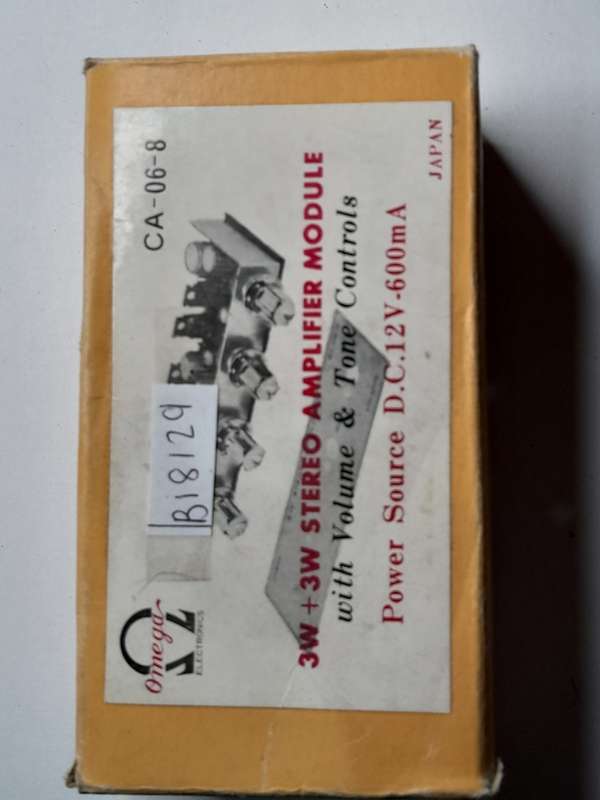 Omega
ELECTRONICS
CA-06-8
Bi8129
3W + 3W STEREO AMPLIFIER MODULE
with Volume & Tone Controls
Power Source D.C.12V-600mA
JAPAN